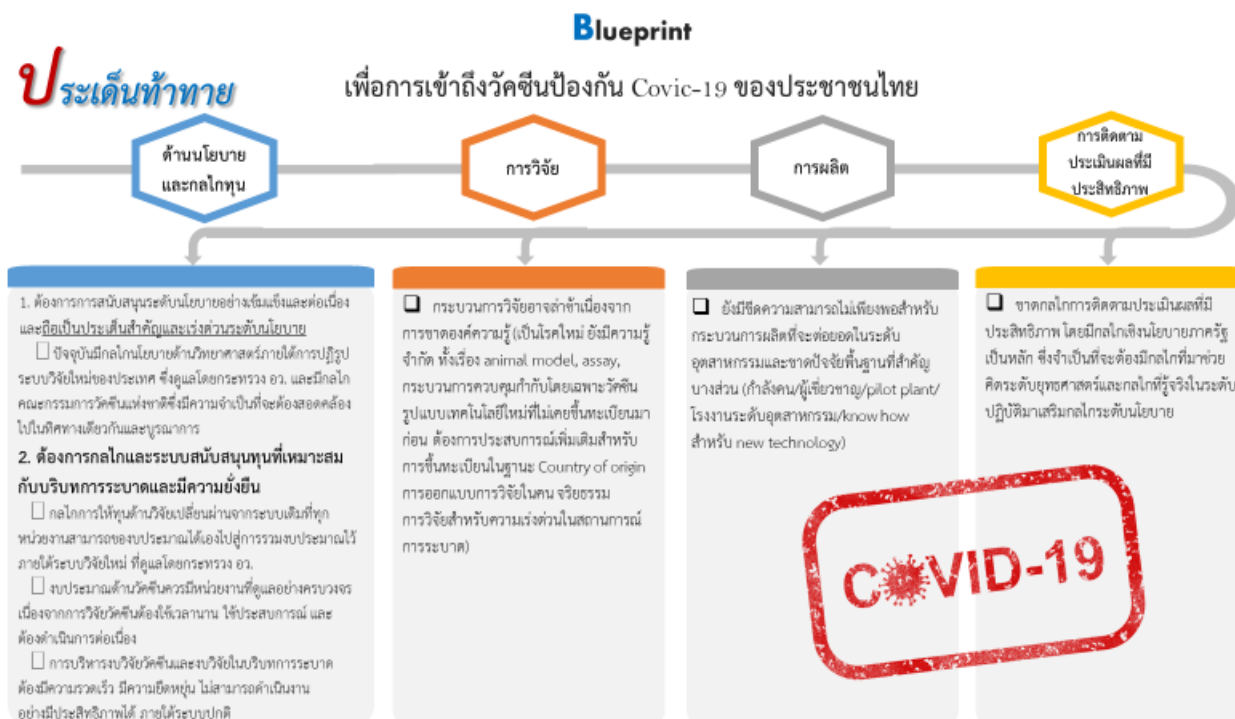 Blueprint
ประเด็นท้าทาย
เพื่อการเข้าถึงวัคซีนป้องกัน Covic-19 ของประชาชนไทย
ด้านนโยบาย
และกลไกทุน
การวิจัย
การผลิต
การติดตาม
ประเมินผลที่มี
ประสิทธิภาพ
1. ต้องการการสนับสนุนระดับนโยบายอย่างเข้มแข็งและต่อเนื่อง
และถือเป็นประเด็นสำคัญและเร่งด่วนระดับนโยบาย
ปัจจุบันมีกลไกนโยบายด้านวิทยาศาสตร์ภายใต้การปฏิรูป
ระบบวิจัยใหม่ของประเทศ ซึ่งดูแลโดยกระทรวง อว. และมีกลไก
คณะกรรมการวัคซีนแห่งชาติซึ่งมีความจำเป็นที่จะต้องสอดคล้อง
ไปในทิศทางเดียวกันและบูรณาการ
2. ต้องการกลไกและระบบสนับสนุนทุนที่เหมาะสม
กับบริบทการระบาดและมีความยั่งยืน
กลไกการให้ทุนด้านวิจัยเปลี่ยนผ่านจากระบบเดิมที่ทุก
หน่วยงานสามารถของบประมาณได้เองไปสู่การรวมงบประมาณไว้
ภายใต้ระบบวิจัยใหม่ ที่ดูแลโดยกระทรวง อว.
งบประมาณด้านวัคซีนควรมีหน่วยงานที่ดูแลอย่างครบวงจร
เนื่องจากการวิจัยวัคซีนต้องใช้เวลานาน ใช้ประสบการณ์ และ
ต้องดำเนินการต่อเนื่อง
การบริหารงบวิจัยวัคซีนและงบวิจัยในบริบทการระบาด
ต้องมีความรวดเร็ว มีความยืดหยุ่น ไม่สามารถดำเนินงาน
อย่างมีประสิทธิภาพได้ ภายใต้ระบบปกติ
กระบวนการวิจัยอาจล่าช้าเนื่องจาก
การขาดองค์ความรู้ (เป็นโรคใหม่ ยังมีความรู้
จำกัด ทั้งเรื่อง animal model, assay,
กระบวนการควบคุมกำกับโดยเฉพาะวัคซีน
รูปแบบเทคโนโลยีใหม่ที่ไม่เคยขึ้นทะเบียนมา
ก่อน ต้องการประสบการณ์เพิ่มเติมสำหรับ
การขึ้นทะเบียนในฐานะ Country of origin
การออกแบบการวิจัยในคน จริยธรรม
การวิจัยสำหรับความเร่งด่วนในสถานการณ์
การระบาด)
ยังมีขีดความสามารถไม่เพียงพอสำหรับ
กระบวนการผลิตที่จะต่อยอดในระดับ
อุตสาหกรรมและขาดปัจจัยพื้นฐานที่สำคัญ
บางส่วน (กำลังคน/ผู้เชี่ยวชาญ/pilot plant/
โรงงานระดับอุตสาหกรรม/know how
สำหรับ new technology)
ขาดกลไกการติดตามประเมินผลที่มี
ประสิทธิภาพ โดยมีกลไกเชิงนโยบายภาครัฐ
เป็นหลัก ซึ่งจำเป็นที่จะต้องมีกลไกที่มาช่วย
คิดระดับยุทธศาสตร์และกลไกที่รู้จริงในระดับ
ปฏิบัติมาเสริมกลไกระดับนโยบาย
COVID-19